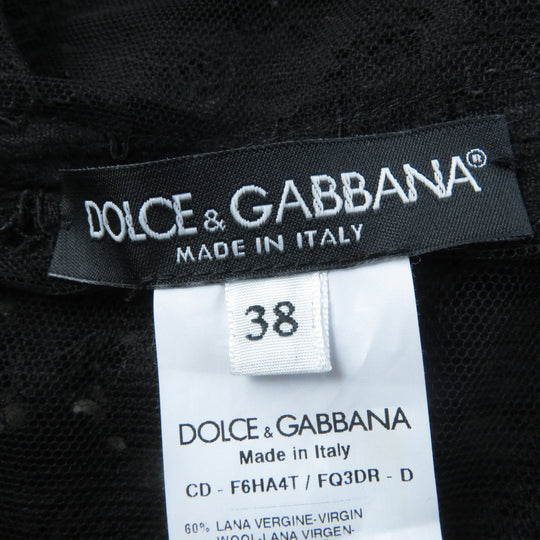 DOLCE & GABBANA®
MADE IN ITALY
38
DOLCE & GABBANA
Made in Italy
CD - F6HA4T / FQ3DR - D
60% LANA VERGINE-VIRGIN
WOOL-LANA VIRGEN-